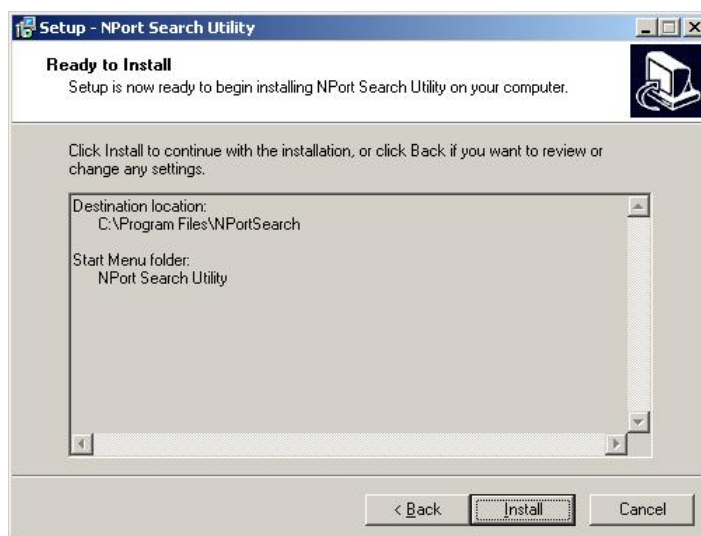 Setup - NPort Search Utility
Ready to Install
Setup is now ready to begin installing NPort Search Utility on your computer.
Click Install to continue with the installation, or click Back if you want to review or
change any settings.
Destination location:
C:\Program Files\NPortSearch
Start Menu folder:
NPort Search Utility
< Back
Install
Cancel